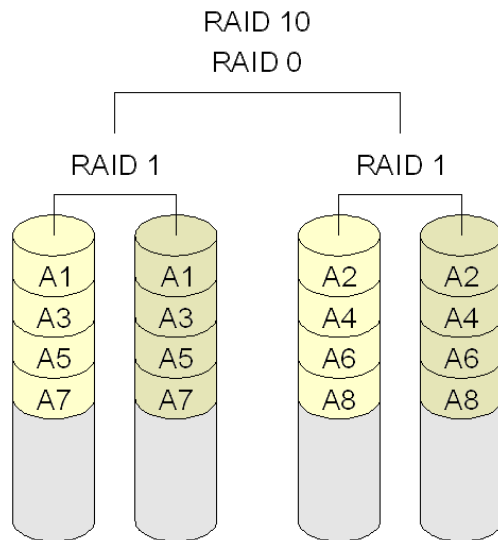 RAID 10
RAID 0
RAID 1 RAID 1
A1 A1 A2 A2
A3 A3 A4 A4
A5 A5 A6 A6
A7 A7 A8 A8